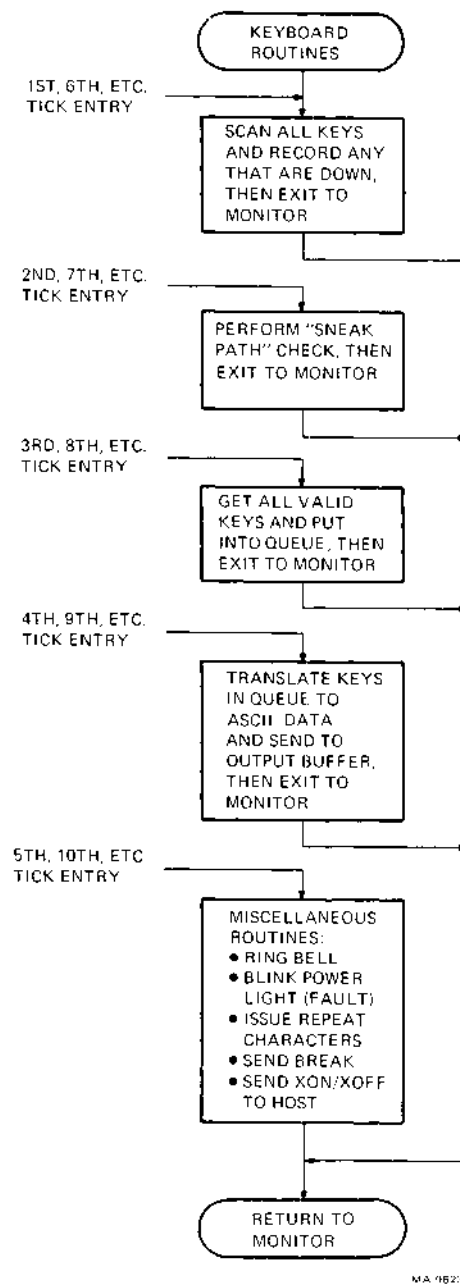 KEYBOARD
ROUTINES
1ST, 6TH, ETC.
TICK ENTRY
SCAN ALL KEYS
AND RECORD ANY
THAT ARE DOWN,
THEN EXIT TO
MONITOR
2ND, 7TH, ETC.
TICK ENTRY
PERFORM "SNEAK
PATH" CHECK, THEN
EXIT TO MONITOR
3RD, 8TH, ETC.
TICK ENTRY
GET ALL VALID
KEYS AND PUT
INTO QUEUE, THEN
EXIT TO MONITOR
4TH, 9TH, ETC.
TICK ENTRY
TRANSLATE KEYS
IN QUEUE TO
ASCII DATA
AND SEND TO
OUTPUT BUFFER,
THEN EXIT TO
MONITOR
5TH, 10TH, ETC
TICK ENTRY
MISCELLANEOUS
ROUTINES:
● RING BELL
● BLINK POWER
LIGHT (FAULT)
● ISSUE REPEAT
CHARACTERS
● SEND BREAK
● SEND XON/XOFF
TO HOST
RETURN TO
MONITOR